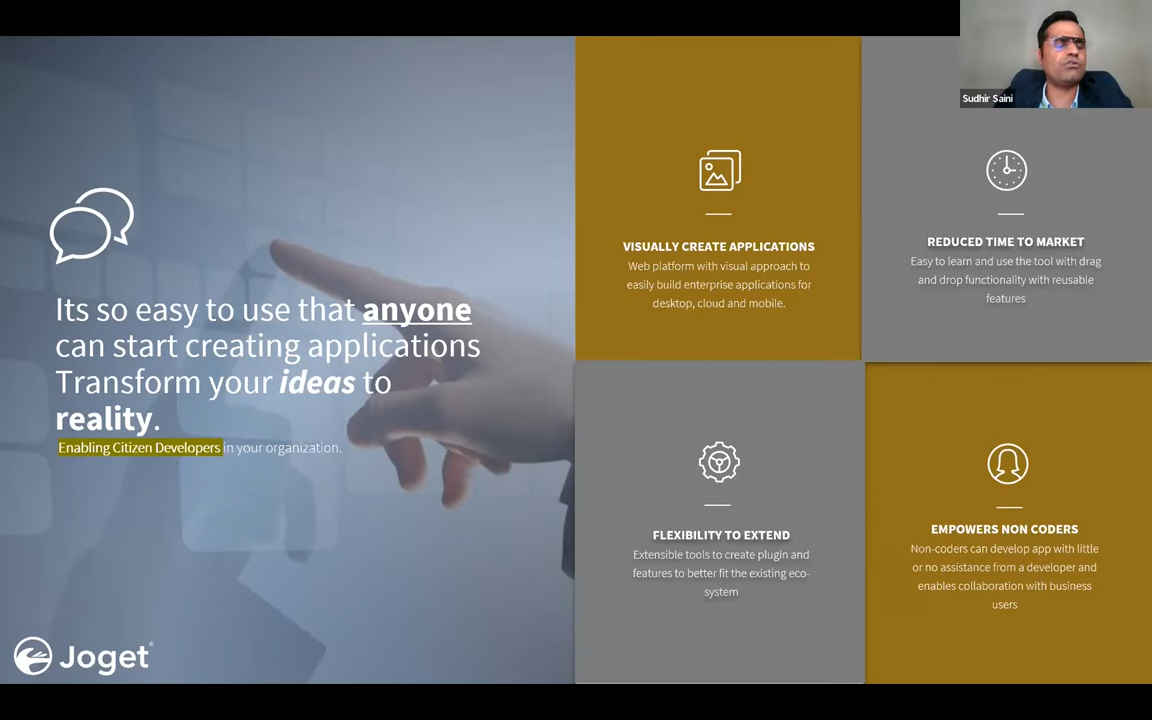 Sudhir Saini
Its so easy to use that anyone
can start creating applications
Transform your ideas to
reality.
Enabling Citizen Developers in your organization.
Joget®
VISUALLY CREATE APPLICATIONS
Web platform with visual approach to
easily build enterprise applications for
desktop, cloud and mobile.
REDUCED TIME TO MARKET
Easy to learn and use the tool with drag
and drop functionality with reusable
features
FLEXIBILITY TO EXTEND
Extensible tools to create plugin and
features to better fit the existing eco-
system
EMPOWERS NON CODERS
Non-coders can develop app with little
or no assistance from a developer and
enables collaboration with business
users